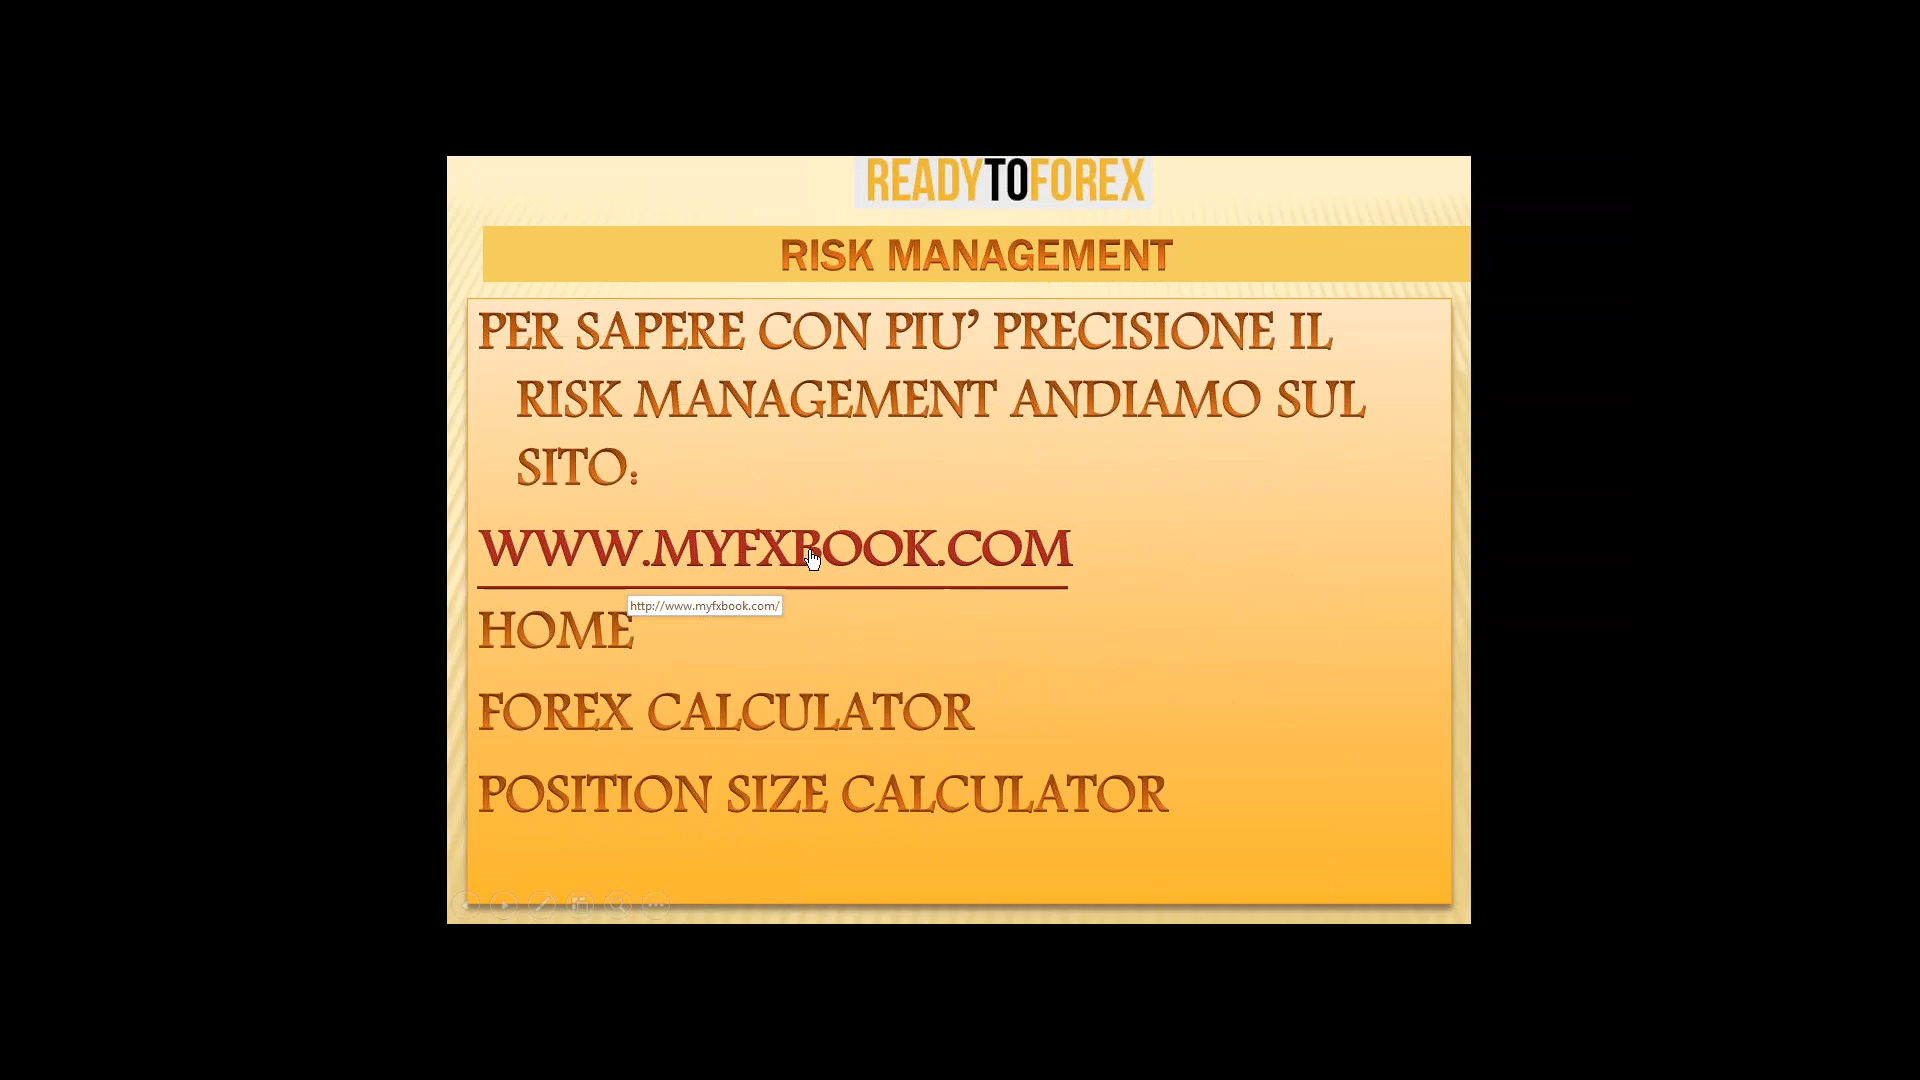 READYTOFOREX
RISK MANAGEMENT
PER SAPERE CON PIU’ PRECISIONE IL
RISK MANAGEMENT ANDIAMO SUL
SITO:
WWW.MYFXBOOK.COM
http://www.myfxbook.com/
HOME
FOREX CALCULATOR
POSITION SIZE CALCULATOR